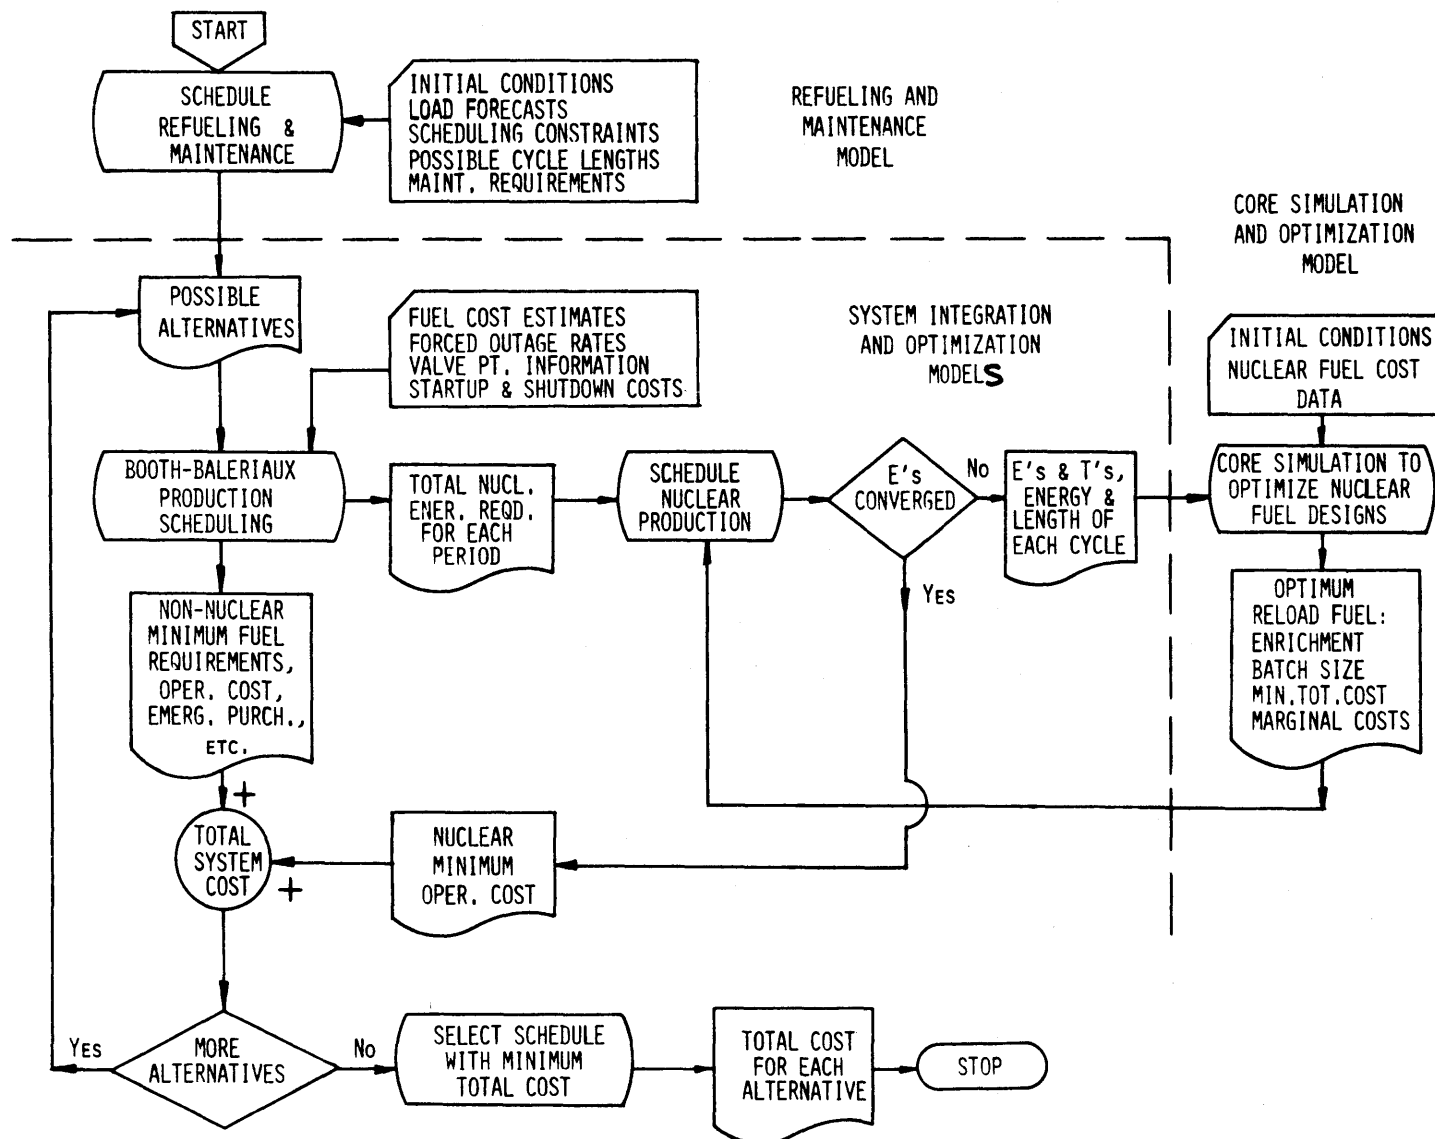 START
SCHEDULE
REFUELING &
MAINTENANCE
INITIAL CONDITIONS
LOAD FORECASTS
SCHEDULING CONSTRAINTS
POSSIBLE CYCLE LENGTHS
MAINT. REQUIREMENTS
REFUELING AND
MAINTENANCE
MODEL
CORE SIMULATION
AND OPTIMIZATION
MODEL
POSSIBLE
ALTERNATIVES
FUEL COST ESTIMATES
FORCED OUTAGE RATES
VALVE PT. INFORMATION
STARTUP & SHUTDOWN COSTS
SYSTEM INTEGRATION
AND OPTIMIZATION
MODELS
INITIAL CONDITIONS
NUCLEAR FUEL COST
DATA
BOOTH-BALERIAUX
PRODUCTION
SCHEDULING
TOTAL NUCL.
ENER. REQD.
FOR EACH
PERIOD
SCHEDULE
NUCLEAR
PRODUCTION
E's
CONVERGED
No
YES
E's & T's,
ENERGY &
LENGTH OF
EACH CYCLE
CORE SIMULATION TO
OPTIMIZE NUCLEAR
FUEL DESIGNS
OPTIMUM
RELOAD FUEL:
ENRICHMENT
BATCH SIZE
MIN.TOT.COST
MARGINAL COSTS
NON-NUCLEAR
MINIMUM FUEL
REQUIREMENTS,
OPER. COST,
EMERG. PURCH.,
ETC.
+
TOTAL
SYSTEM
COST
+
NUCLEAR
MINIMUM
OPER. COST
YES
MORE
ALTERNATIVES
No
SELECT SCHEDULE
WITH MINIMUM
TOTAL COST
TOTAL COST
FOR EACH
ALTERNATIVE
STOP